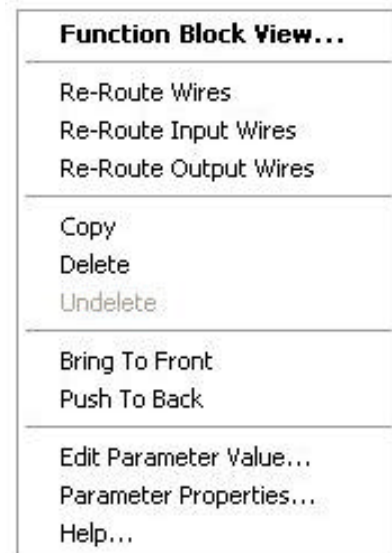 Function Block View...
Re-Route Wires
Re-Route Input Wires
Re-Route Output Wires
Copy
Delete
Undelete
Bring To Front
Push To Back
Edit Parameter Value...
Parameter Properties...
Help...